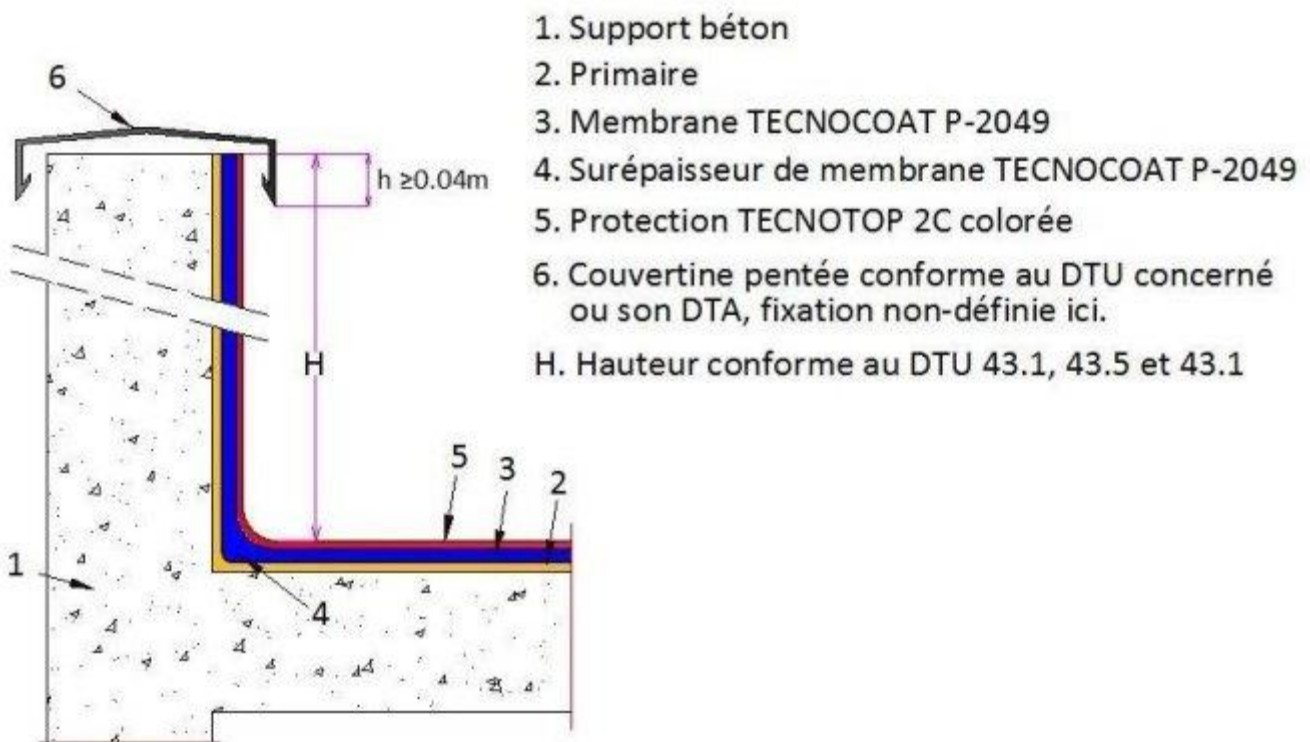 1. Support béton
2. Primaire
3. Membrane TECNOCOAT P-2049
4. Surépaisseur de membrane TECNOCOAT P-2049
5. Protection TECNOTOP 2C colorée
6. Couvertine pentée conforme au DTU concerné
ou son DTA, fixation non-définie ici.
H. Hauteur conforme au DTU 43.1, 43.5 et 43.1
6
h ≥0.04m
H
5
3
2
1
4